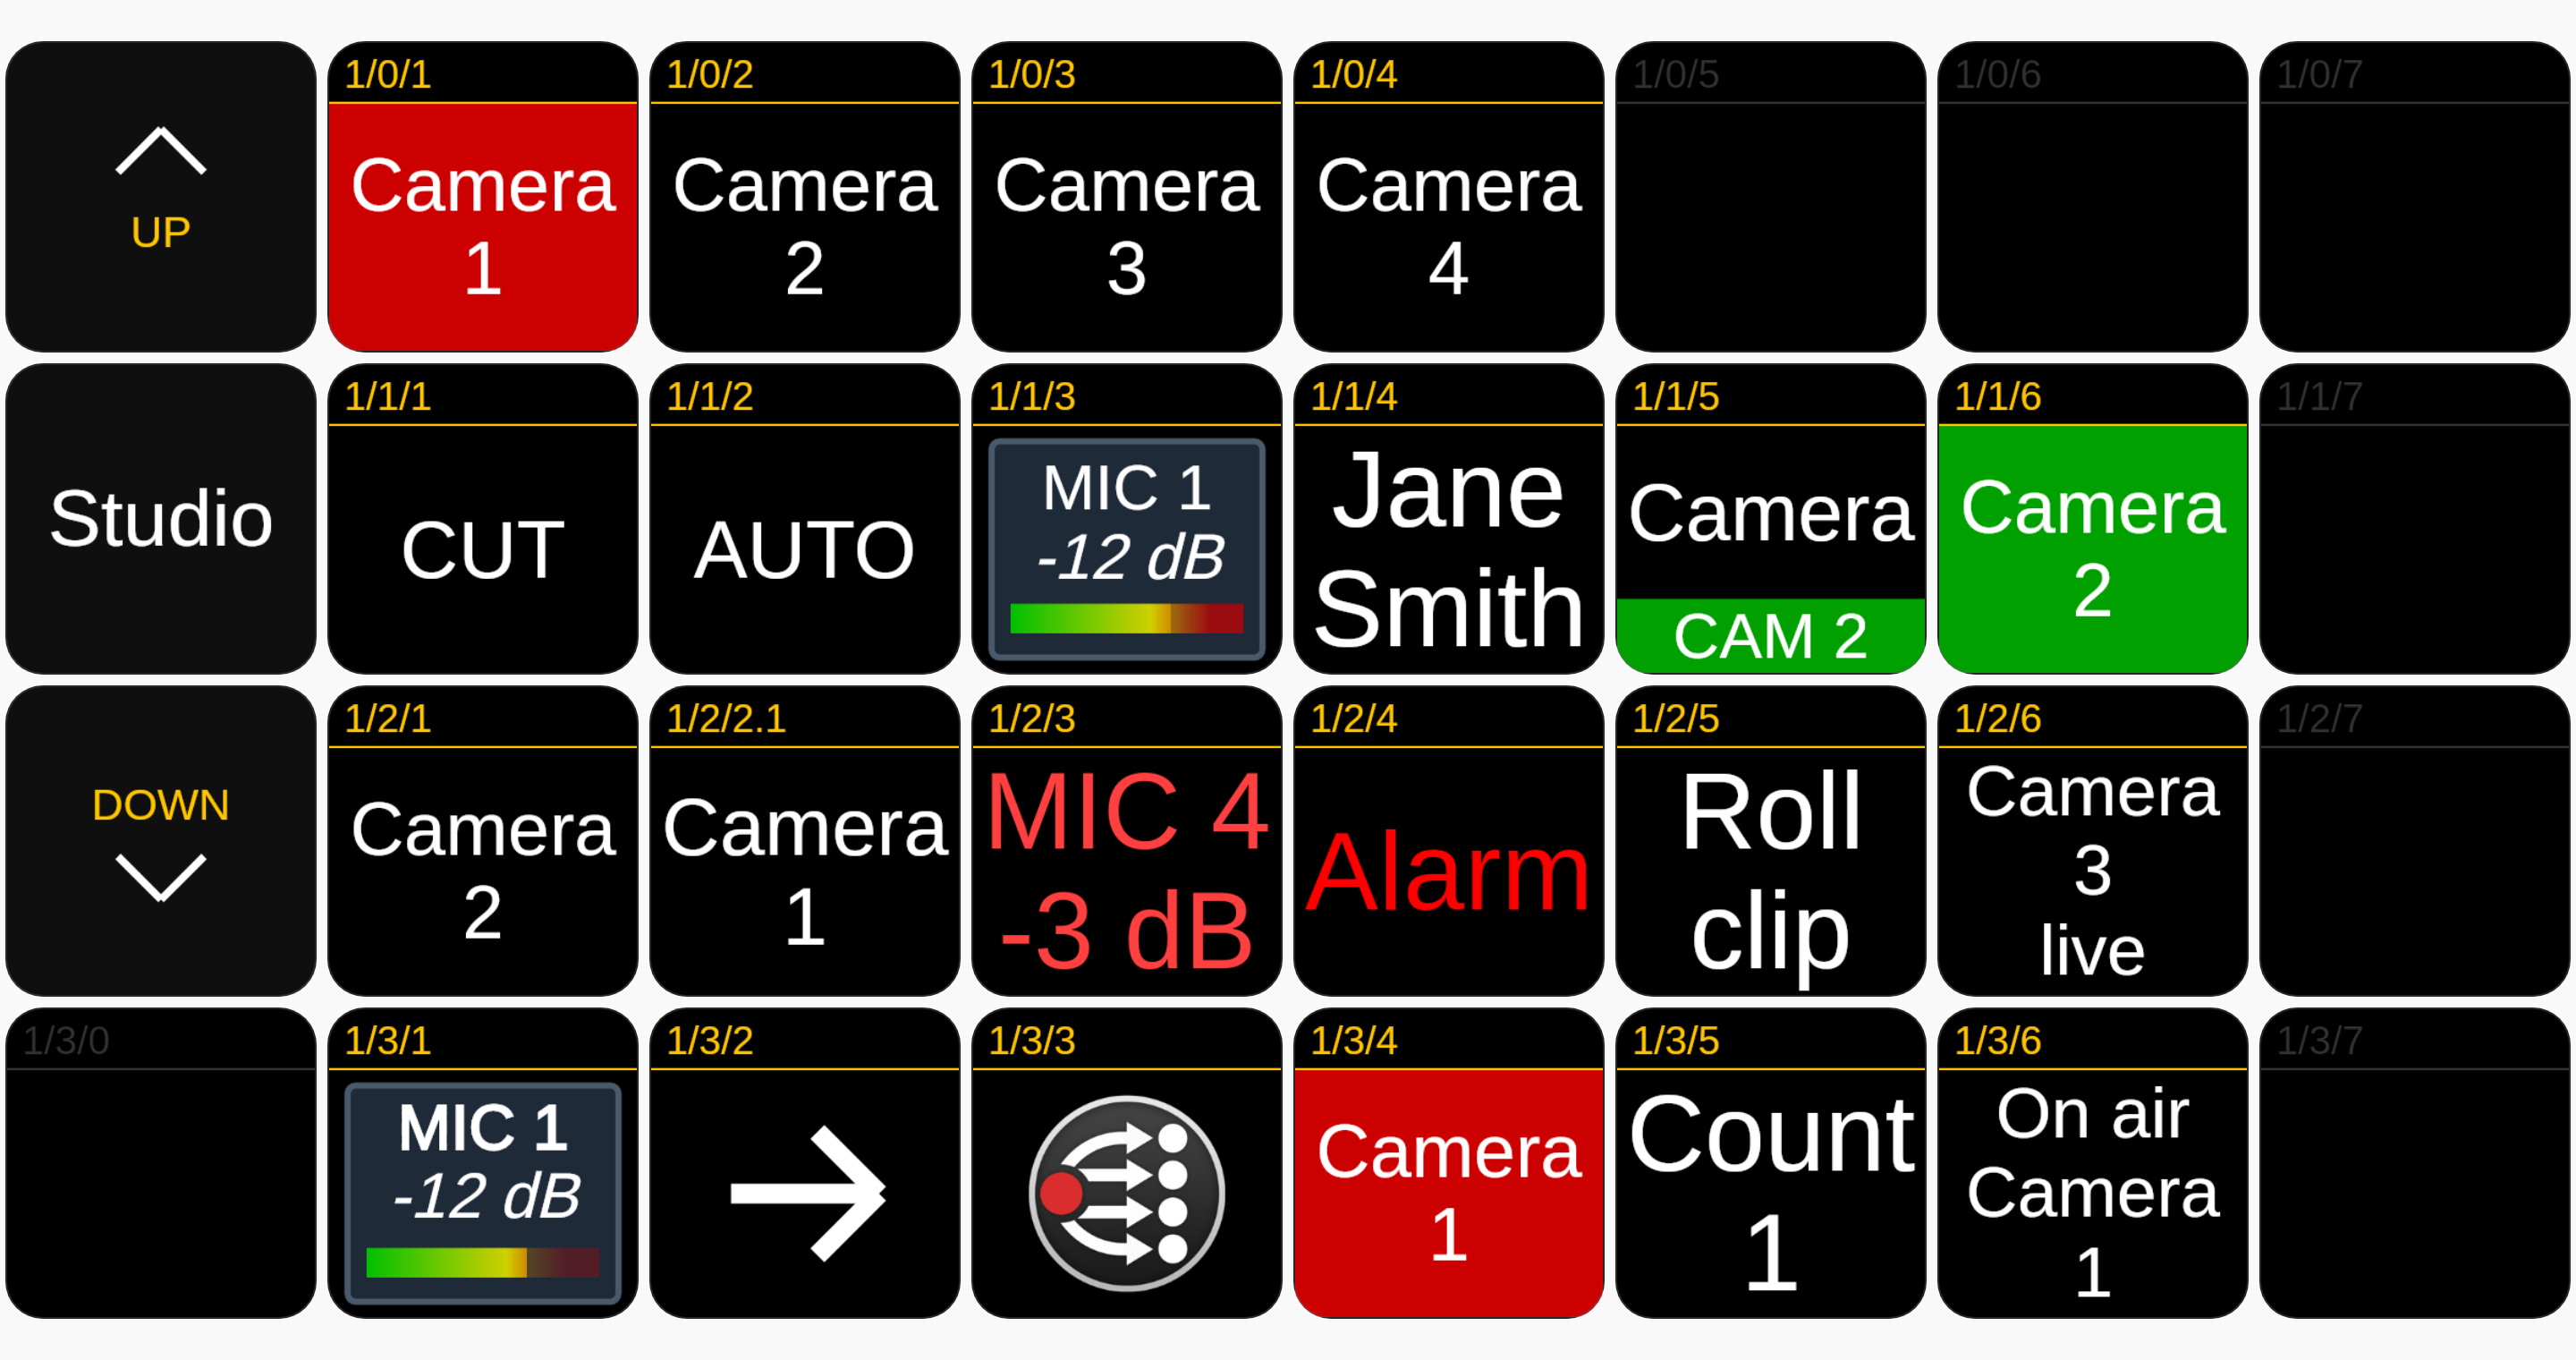 UP
1/0/1
Camera
1
1/0/2
Camera
2
1/0/3
Camera
3
1/0/4
Camera
4
1/0/5
1/0/6
1/0/7
Studio
1/1/1
CUT
1/1/2
AUTO
1/1/3
MIC 1
-12 dB
1/1/4
Jane
Smith
1/1/5
Camera
CAM 2
1/1/6
Camera
2
1/1/7
DOWN
1/2/1
Camera
2
1/2/2.1
Camera
1
1/2/3
MIC 4
-3 dB
1/2/4
Alarm
1/2/5
Roll
clip
1/2/6
Camera
3
live
1/2/7
1/3/0
1/3/1
MIC 1
-12 dB
1/3/2
1/3/3
1/3/4
Camera
1
1/3/5
Count
1
1/3/6
On air
Camera
1
1/3/7